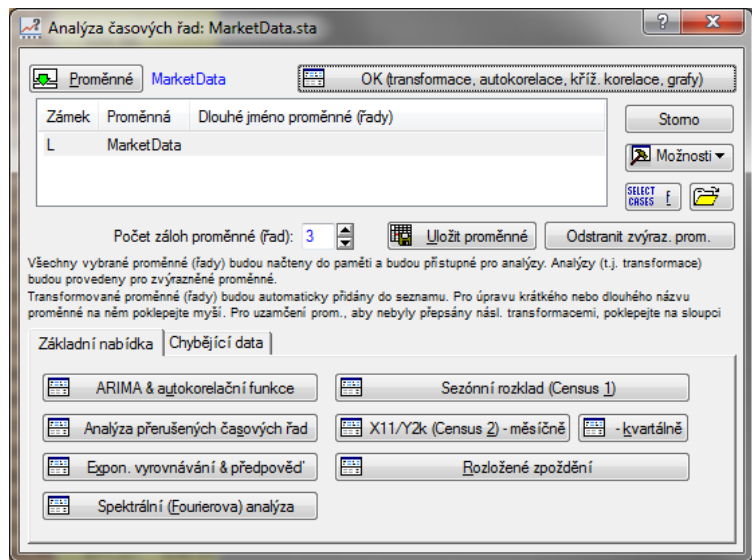 Analýza časových řad: MarketData.sta
Proměnné MarketData OK (transformace, autokorelace, kříž. korelace, grafy)
Zámek Proměnná Dlouhé jméno proměnné (řady)
L MarketData
Storno
Možnosti
SELECT CASES f
Počet záloh proměnné (řad): 3 Uložit proměnné Odstranit zvýraz. prom.
Všechny vybrané proměnné (řady) budou načteny do paměti a budou přístupné pro analýzy. Analýzy (t.j. transformace)
budou provedeny pro zvýrazněné proměnné.
Transformované proměnné (řady) budou automaticky přidány do seznamu. Pro úpravu krátkého nebo dlouhého názvu
proměnné na něm poklepejte myší. Pro uzamčení prom., aby nebyly přepsány násl. transformacemi, poklepejte na sloupci
Základní nabídka Chybějící data
ARIMA & autokorelační funkce Sezónní rozklad (Census 1)
Analýza přerušených časových řad X11/Y2k (Census 2) - měsíčně - kvartálně
Expon. vyrovnávání & předpověď Rozložené zpoždění
Spektrální (Fourierova) analýza